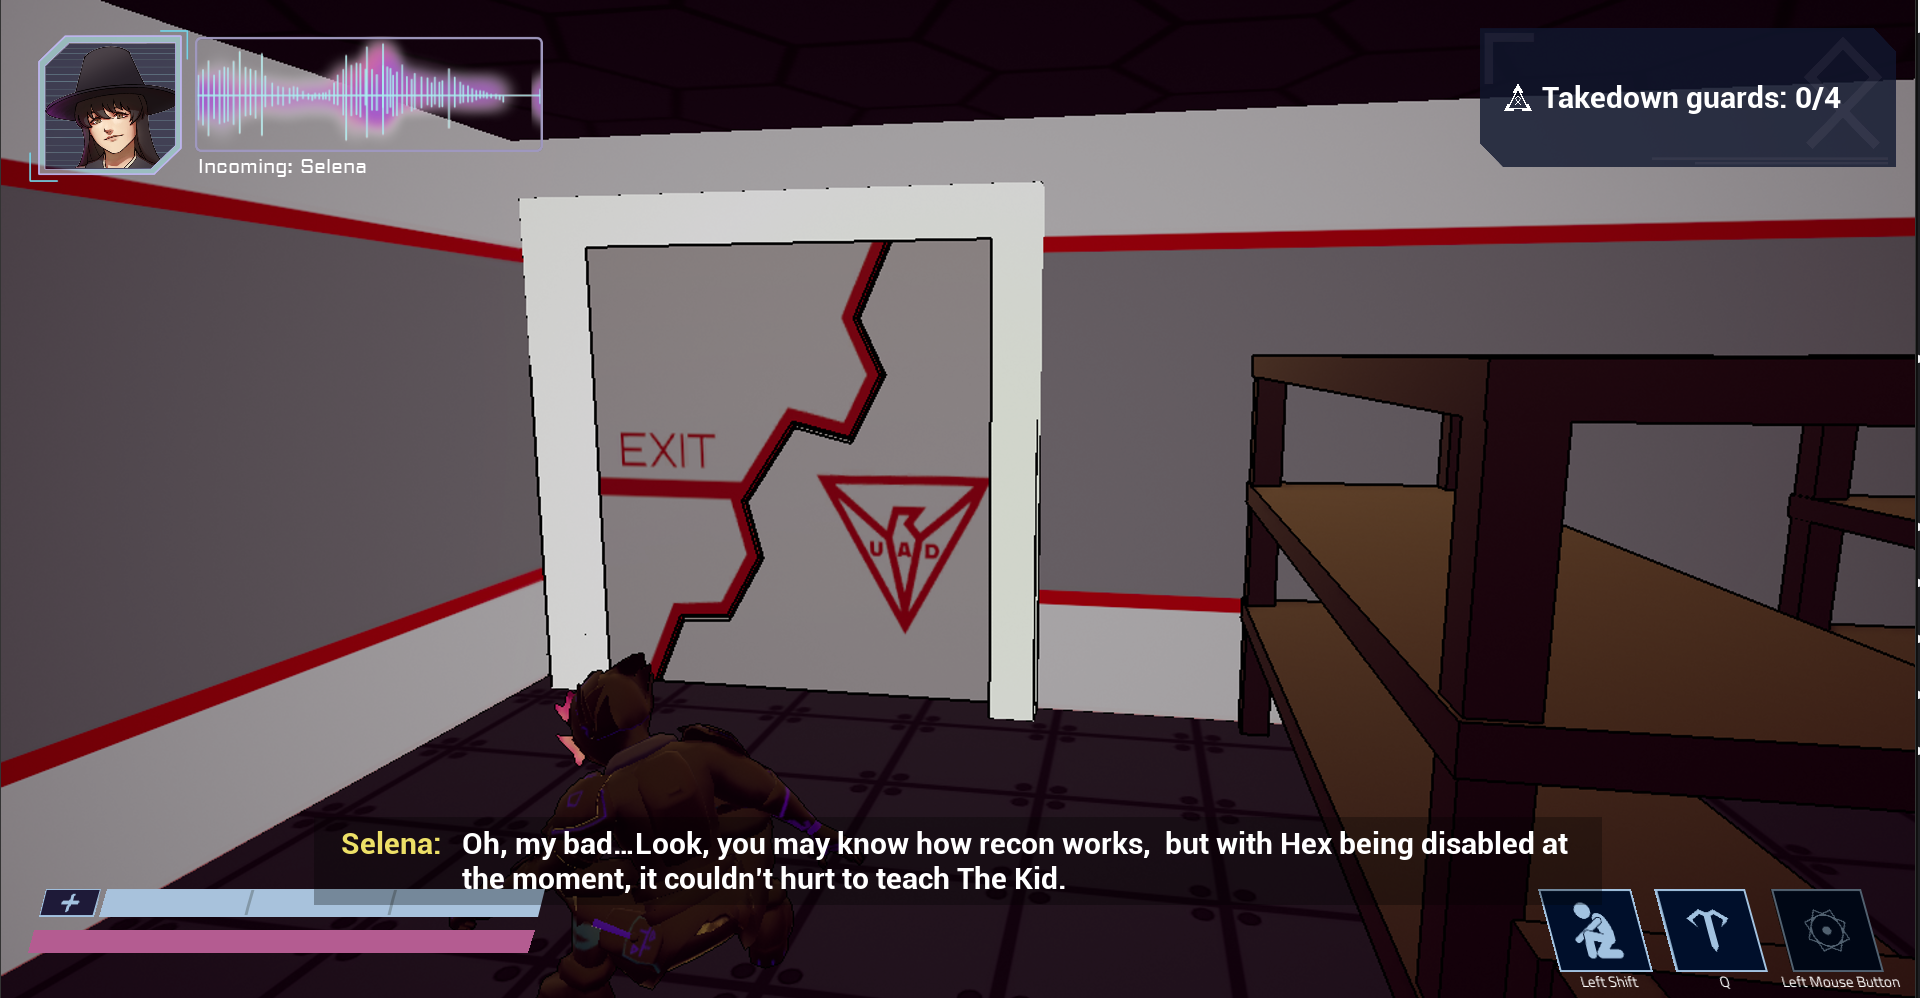 Incoming: Selena
Takedown guards: 0/4
EXIT
UAD
Selena: Oh, my bad...Look, you may know how recon works, but with Hex being disabled at
the moment, it couldn't hurt to teach The Kid.
Left Shift
Q
Left Mouse Button